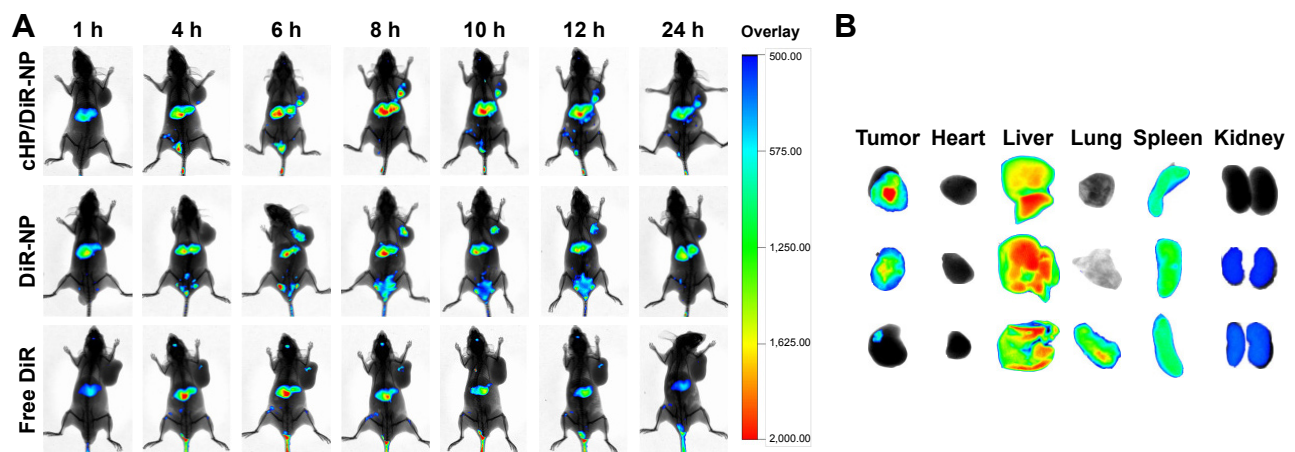 A
1 h 4 h 6 h 8 h 10 h 12 h 24 h Overlay
B
cHP/DiR-NP
DiR-NP
Free DiR
500.00
575.00
1,250.00
1,625.00
2,000.00
Tumor Heart Liver Lung Spleen Kidney